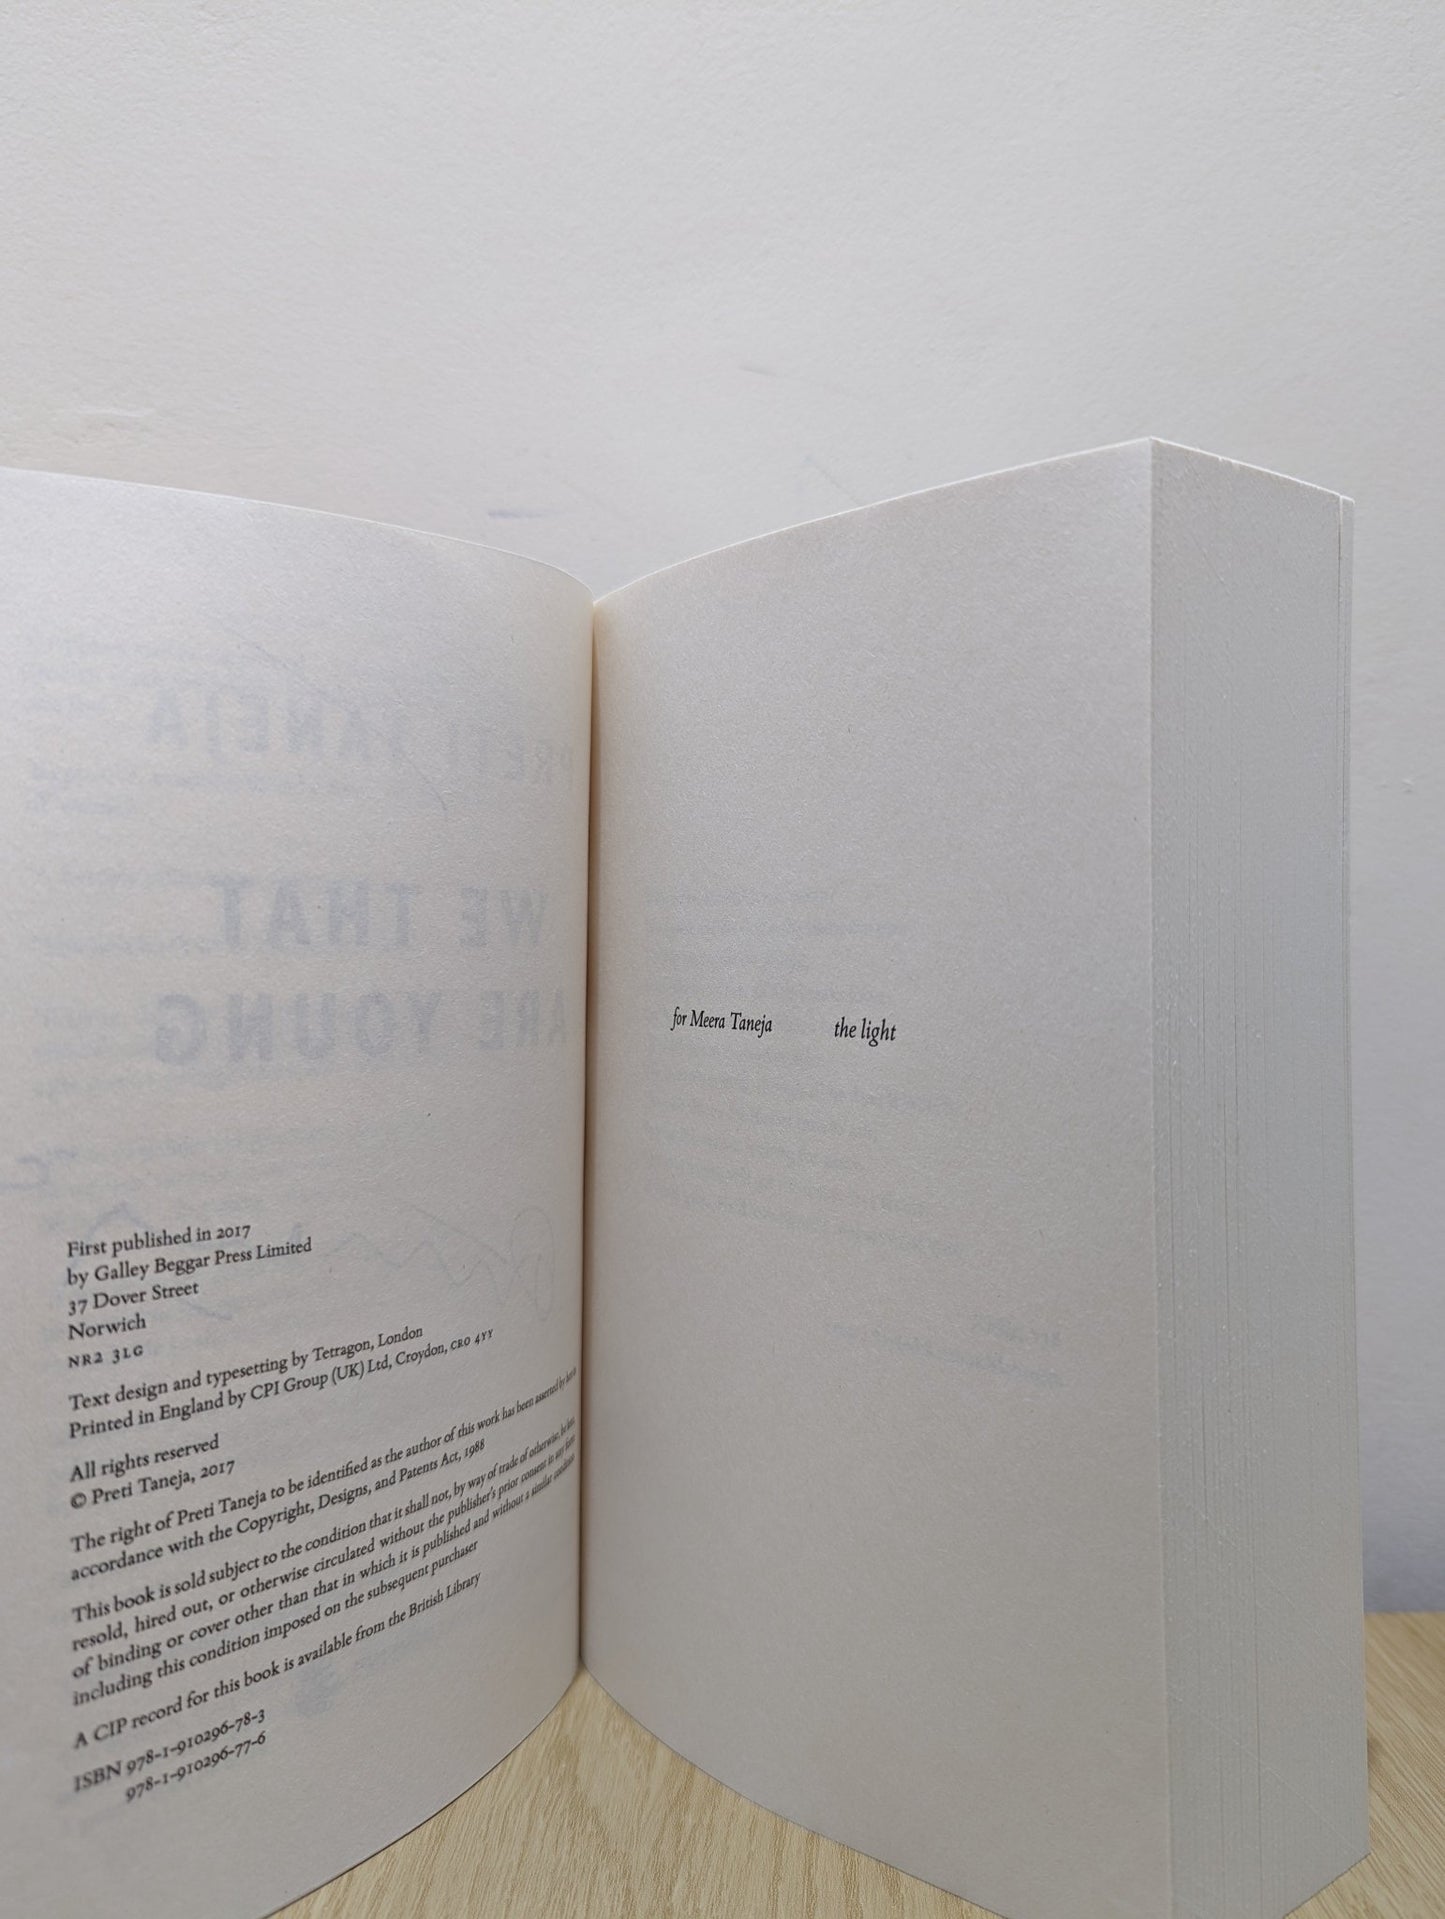 First published in 2017
by Galley Beggar Press Limited
37 Dover Street
Norwich
NR2 3LG
Text design and typesetting by Tetragon, London
Printed in England by CPI Group (UK) Ltd, Croydon, CR0 4YY
All rights reserved
© Preti Taneja, 2017
The right of Preti Taneja to be identified as the author of this work has been asserted by her in
accordance with the Copyright, Designs, and Patents Act, 1988
This book is sold subject to the condition that it shall not, by way of trade of otherwise, be lent,
resold, hired out, or otherwise circulated without the publisher's prior consent in any form
of binding or cover other than that in which it is published and without a similar condition
including this condition imposed on the subsequent purchaser
A CIP record for this book is available from the British Library
ISBN 978-1-910296-78-3
978-1-910296-77-6
for Meera Taneja the light
PRETI TANEJA
WE THAT
ARE YOUNG